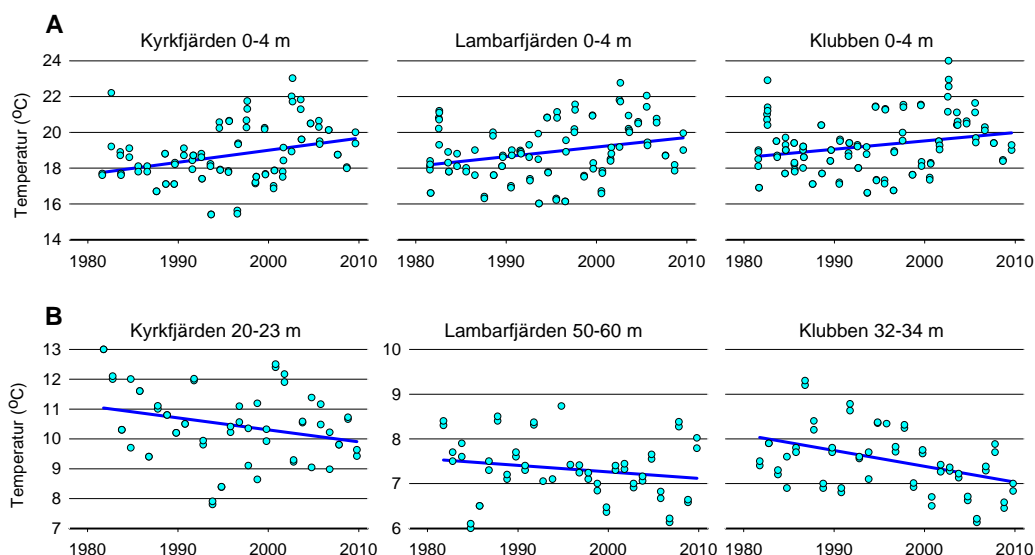 A
Kyrkfjärden 0-4 m
Lambarfjärden 0-4 m
Klubben 0-4 m
Temperatur (ºC)
24
22
20
18
16
14
1980 1990 2000 2010
1980 1990 2000 2010
1980 1990 2000 2010
B
Kyrkfjärden 20-23 m
Lambarfjärden 50-60 m
Klubben 32-34 m
Temperatur (ºC)
13
12
11
10
9
8
7
10
9
8
7
6
1980 1990 2000 2010
1980 1990 2000 2010
1980 1990 2000 2010